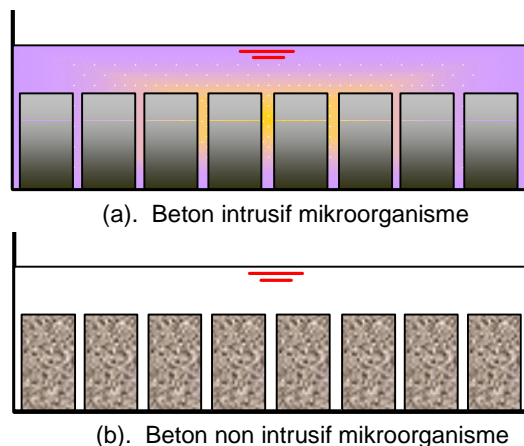 (a). Beton intrusif mikroorganisme
(b). Beton non intrusif mikroorganisme